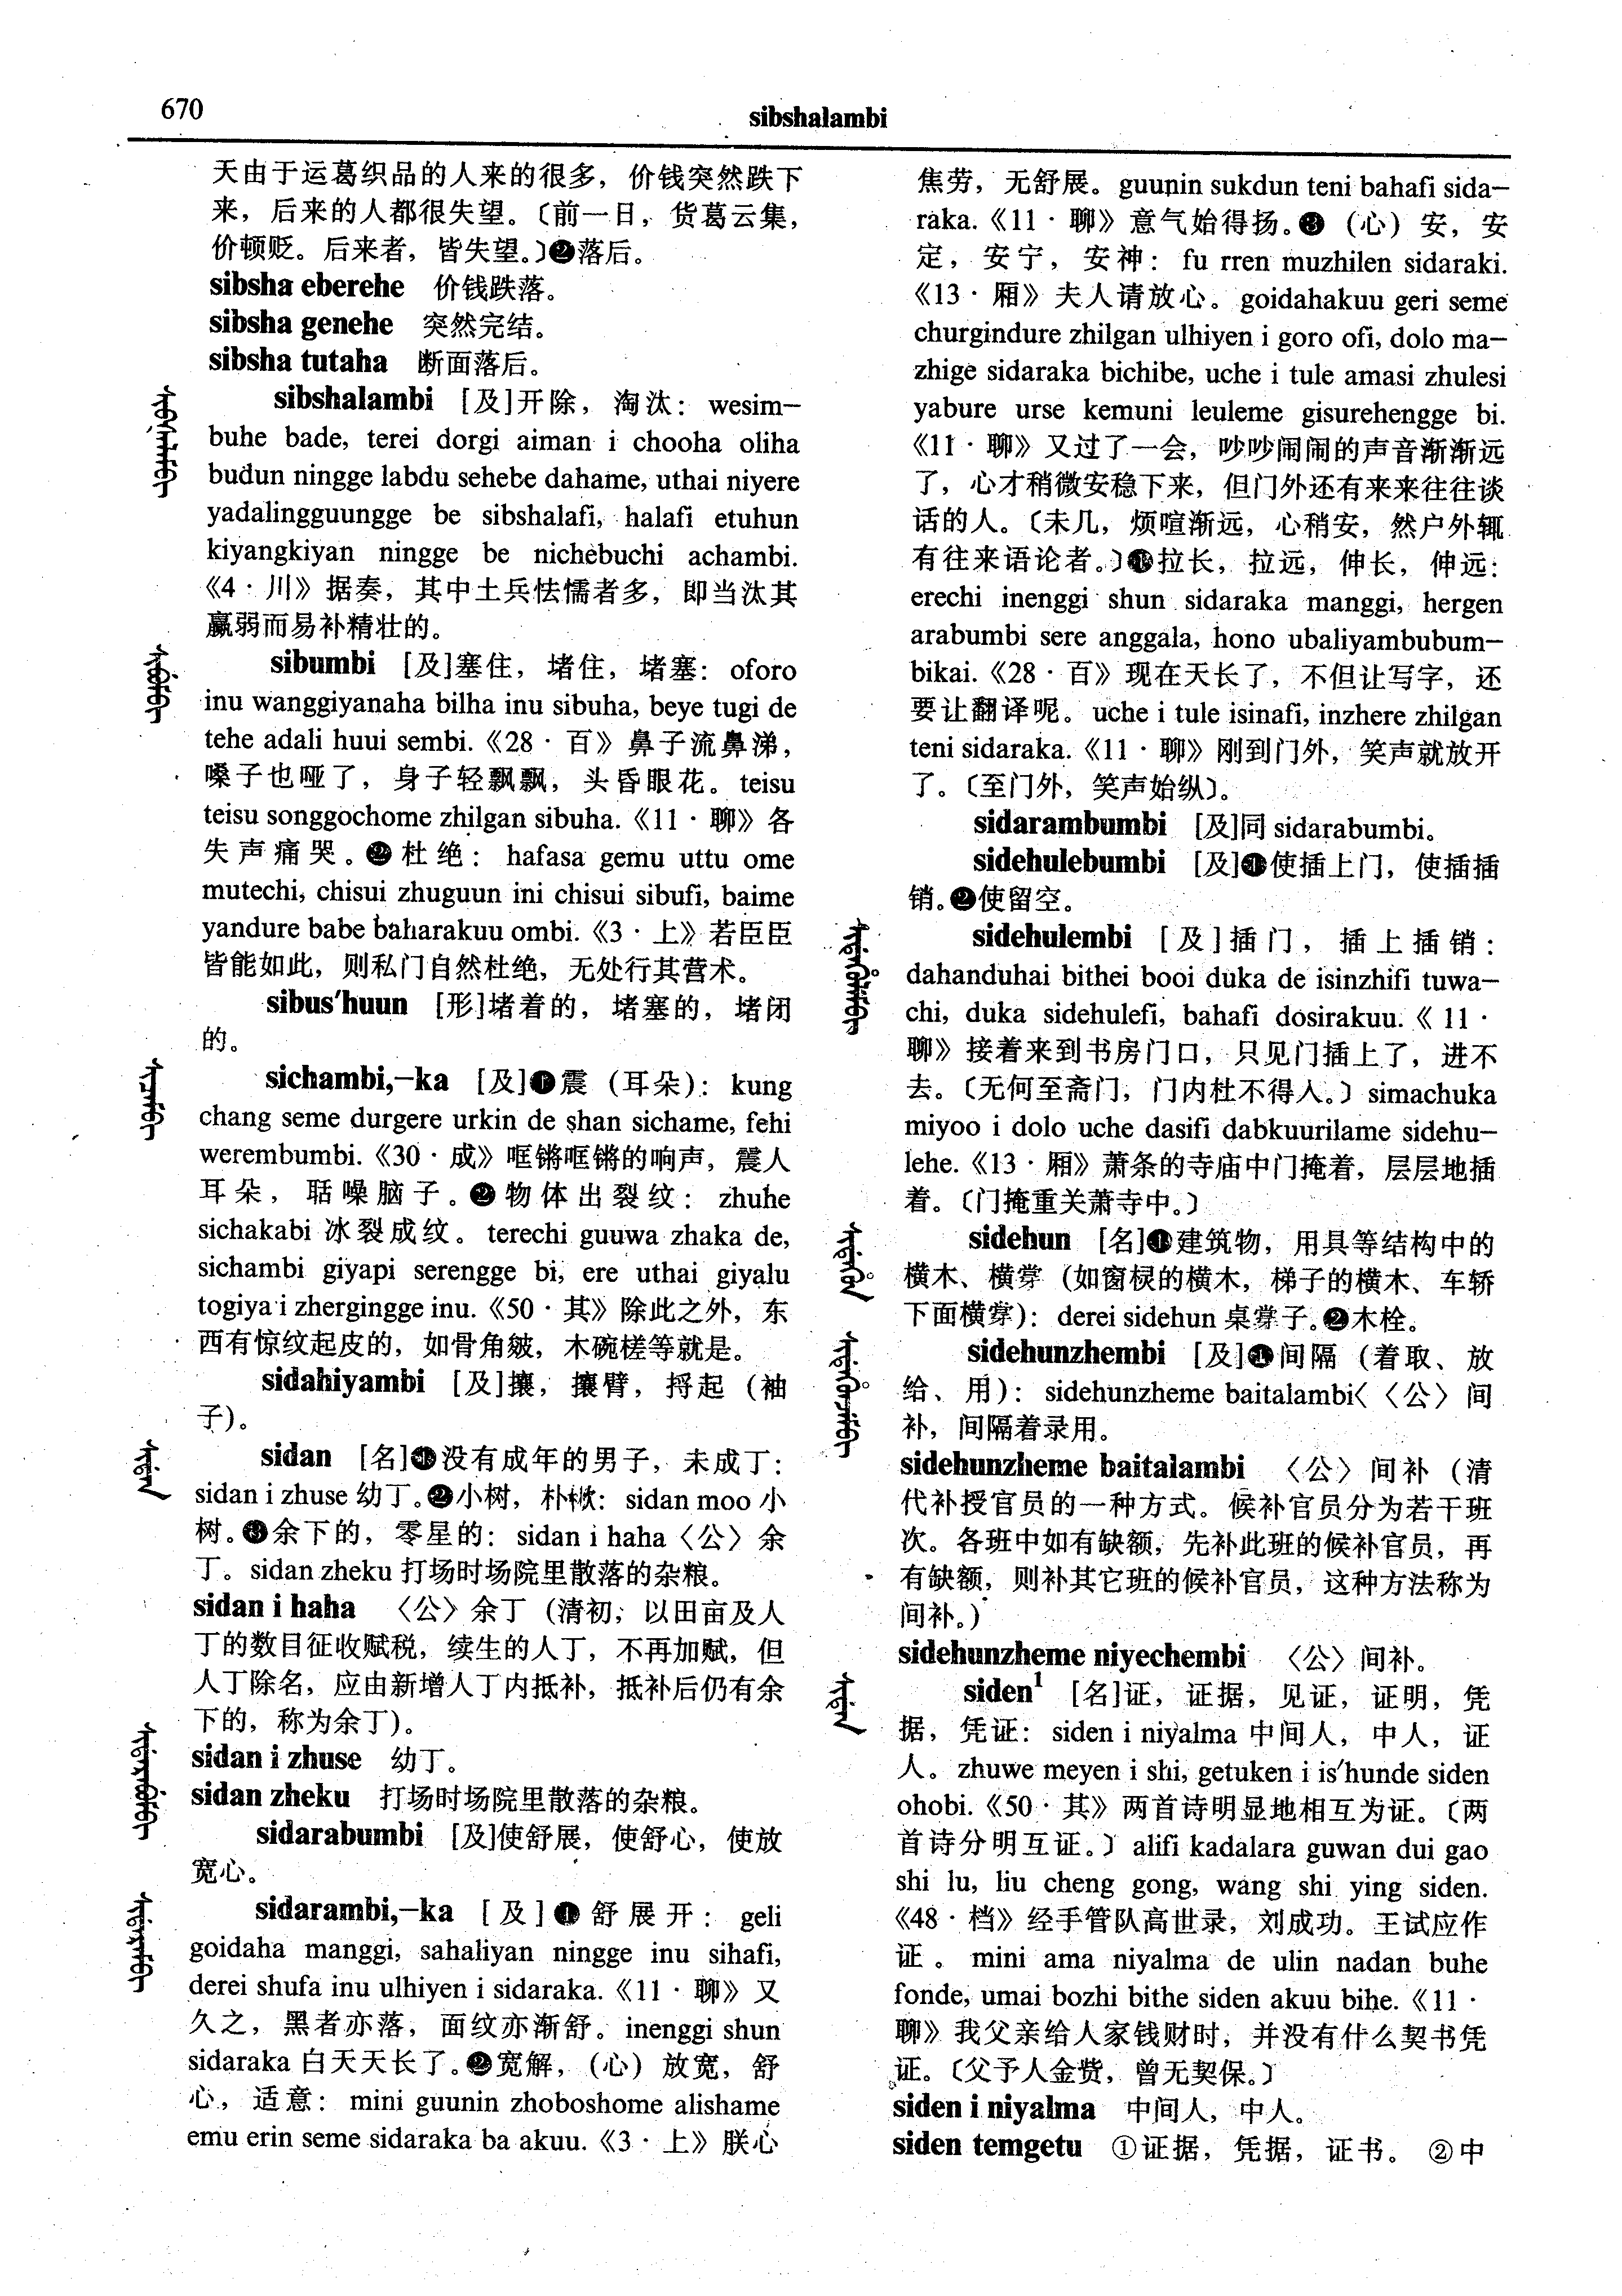 670
sibshalambi
天由于运葛织品的人来的很多，价钱突然跌下
来，后来的人都很失望。〔前一日，货葛云集，
价顿贬。后来者，皆失望。〕❷落后。
sibsha eberehe 价钱跌落。
sibsha genehe 突然完结。
sibsha tutaha 断面落后。
sibshalambi [及]开除，淘汰：wesim-
buhe bade, terei dorgi aiman i chooha oliha
budun ningge labdu sehebe dahame, uthai niyere
yadalingguungge be sibshalafi, halafi etuhun
kiyangkiyan ningge be nichebuchi achambi.
《4·川》据奏，其中土兵怯懦者多，即当汰其
羸弱而易补精壮的。
sibumbi [及]塞住，堵住，堵塞：oforo
inu wanggiyanaha bilha inu sibuha, beye tugi de
tehe adali huui sembi.《28·百》鼻子流鼻涕，
嗓子也哑了，身子轻飘飘，头昏眼花。teisu
teisu songgochome zhilgan sibuha.《11·聊》各
失声痛哭。❷杜绝：hafasa gemu uttu ome
mutechi, chisui zhuguun ini chisui sibufi, baime
yandure babe baharakuu ombi.《3·上》若臣臣
皆能如此，则私门自然杜绝，无处行其营术。
sibus'huun [形]堵着的，堵塞的，堵闭
的。
sichambi,-ka [及]❶震（耳朵）：kung
chang seme durgere urkin de shan sichame, fehi
werembumbi.《30·成》哐锵哐锵的响声，震人
耳朵，聒噪脑子。❷物体出裂纹：zhuhe
sichakabi 冰裂成纹。terechi guuwa zhaka de,
sichambi giyapi serengge bi, ere uthai giyalu
togiya i zhergingge inu.《50·其》除此之外，东
西有惊纹起皮的，如骨角皴，木碗槎等就是。
sidahiyambi [及]攘，攘臂，捋起（袖
子）。
sidan [名]❶没有成年的男子，未成丁：
sidan i zhuse 幼丁。❷小树，朴樕：sidan moo 小
树。❸余下的，零星的：sidan i haha〈公〉余
丁。sidan zheku 打场时场院里散落的杂粮。
sidan i haha 〈公〉余丁（清初，以田亩及人
丁的数目征收赋税，续生的人丁，不再加赋，但
人丁除名，应由新增人丁内抵补，抵补后仍有余
下的，称为余丁）。
sidan i zhuse 幼丁。
sidan zheku 打场时场院里散落的杂粮。
sidarabumbi [及]使舒展，使舒心，使放
宽心。
sidarambi,-ka [及]❶舒展开：geli
goidaha manggi, sahaliyan ningge inu sihafi,
derei shufa inu ulhiyen i sidaraka.《11·聊》又
久之，黑者亦落，面纹亦渐舒。inenggi shun
sidaraka 白天天长了。❷宽解，（心）放宽，舒
心，适意：mini guunin zhoboshome alishame
emu erin seme sidaraka ba akuu.《3·上》朕心
焦劳，无舒展。guunin sukdun teni bahafi sida-
raka.《11·聊》意气始得扬。❸（心）安，安
定，安宁，安神：fu rren muzhilen sidaraki.
《13·厢》夫人请放心。goidahakuu geri seme
churgindure zhilgan ulhiyen i goro ofi, dolo ma-
zhige sidaraka bichibe, uche i tule amasi zhulesi
yabure urse kemuni leuleme gisurehengge bi.
《11·聊》又过了一会，吵吵闹闹的声音渐渐远
了，心才稍微安稳下来，但门外还有来来往往谈
话的人。〔未几，烦喧渐远，心稍安，然户外辄
有往来语论者。〕❹拉长，拉远，伸长，伸远：
erechi inenggi shun sidaraka manggi, hergen
arabumbi sere anggala, hono ubaliyambubum-
bikai.《28·百》现在天长了，不但让写字，还
要让翻译呢。uche i tule isinafi, inzhere zhilgan
teni sidaraka.《11·聊》刚到门外，笑声就放开
了。〔至门外，笑声始纵〕。
sidarambumbi [及]同 sidarabumbi。
sidehulebumbi [及]❶使插上门，使插插
销。❷使留空。
sidehulembi [及]插门，插上插销：
dahanduhai bithei booi duka de isinzhifi tuwa-
chi, duka sidehulefi, bahafi dosirakuu.《11·
聊》接着来到书房门口，只见门插上了，进不
去。〔无何至斋门，门内杜不得人。〕simachuka
miyoo i dolo uche dasifi dabkuurilame sidehu-
lehe.《13·厢》萧条的寺庙中门掩着，层层地插
着。〔门掩重关萧寺中。〕
sidehun [名]❶建筑物，用具等结构中的
横木、横牚（如窗棂的横木，梯子的横木、车轿
下面横牚）：derei sidehun 桌牚子。❷木栓。
sidehunzhembi [及]❶间隔（着取、放
给、用）：sidehunzheme baitalambi〈〈公〉间
补，间隔着录用。
sidehunzheme baitalambi 〈公〉间补（清
代补授官员的一种方式。候补官员分为若干班
次。各班中如有缺额，先补此班的候补官员，再
有缺额，则补其它班的候补官员，这种方法称为
间补。）
sidehunzheme niyechembi 〈公〉间补。
siden¹ [名]证，证据，见证，证明，凭
据，凭证：siden i niyalma 中间人，中人，证
人。zhuwe meyen i shi, getuken i is'hunde siden
ohobi.《50·其》两首诗明显地相互为证。〔两
首诗分明互证。〕alifi kadalara guwan dui gao
shi lu, liu cheng gong, wang shi ying siden.
《48·档》经手管队高世录，刘成功。王试应作
证。mini ama niyalma de ulin nadan buhe
fonde, umai bozhi bithe siden akuu bihe.《11·
聊》我父亲给人家钱财时，并没有什么契书凭
证。〔父予人金赀，曾无契保。〕
siden i niyalma 中间人，中人。
siden temgetu ①证据，凭据，证书。②中